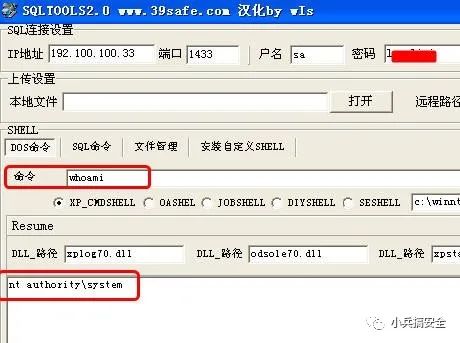 SQLTOOLS2.0 www.39safe.com 汉化by wls
SQL连接设置
IP地址 192.100.100.33 端口 1433 户名 sa 密码
上传设置
本地文件 打开 远程路径
SHELL
DOS命令 SQL命令 文件管理 安装自定义SHELL
命令 whoami
XP_CMDSHELL OASHEL JOBSHELL DIYSHELL SESHELL c:\winnt
Resume
DLL_路径 xplog70.dll DLL_路径 odsole70.dll DLL_路径 xpsta
nt authority\system
小兵搞安全